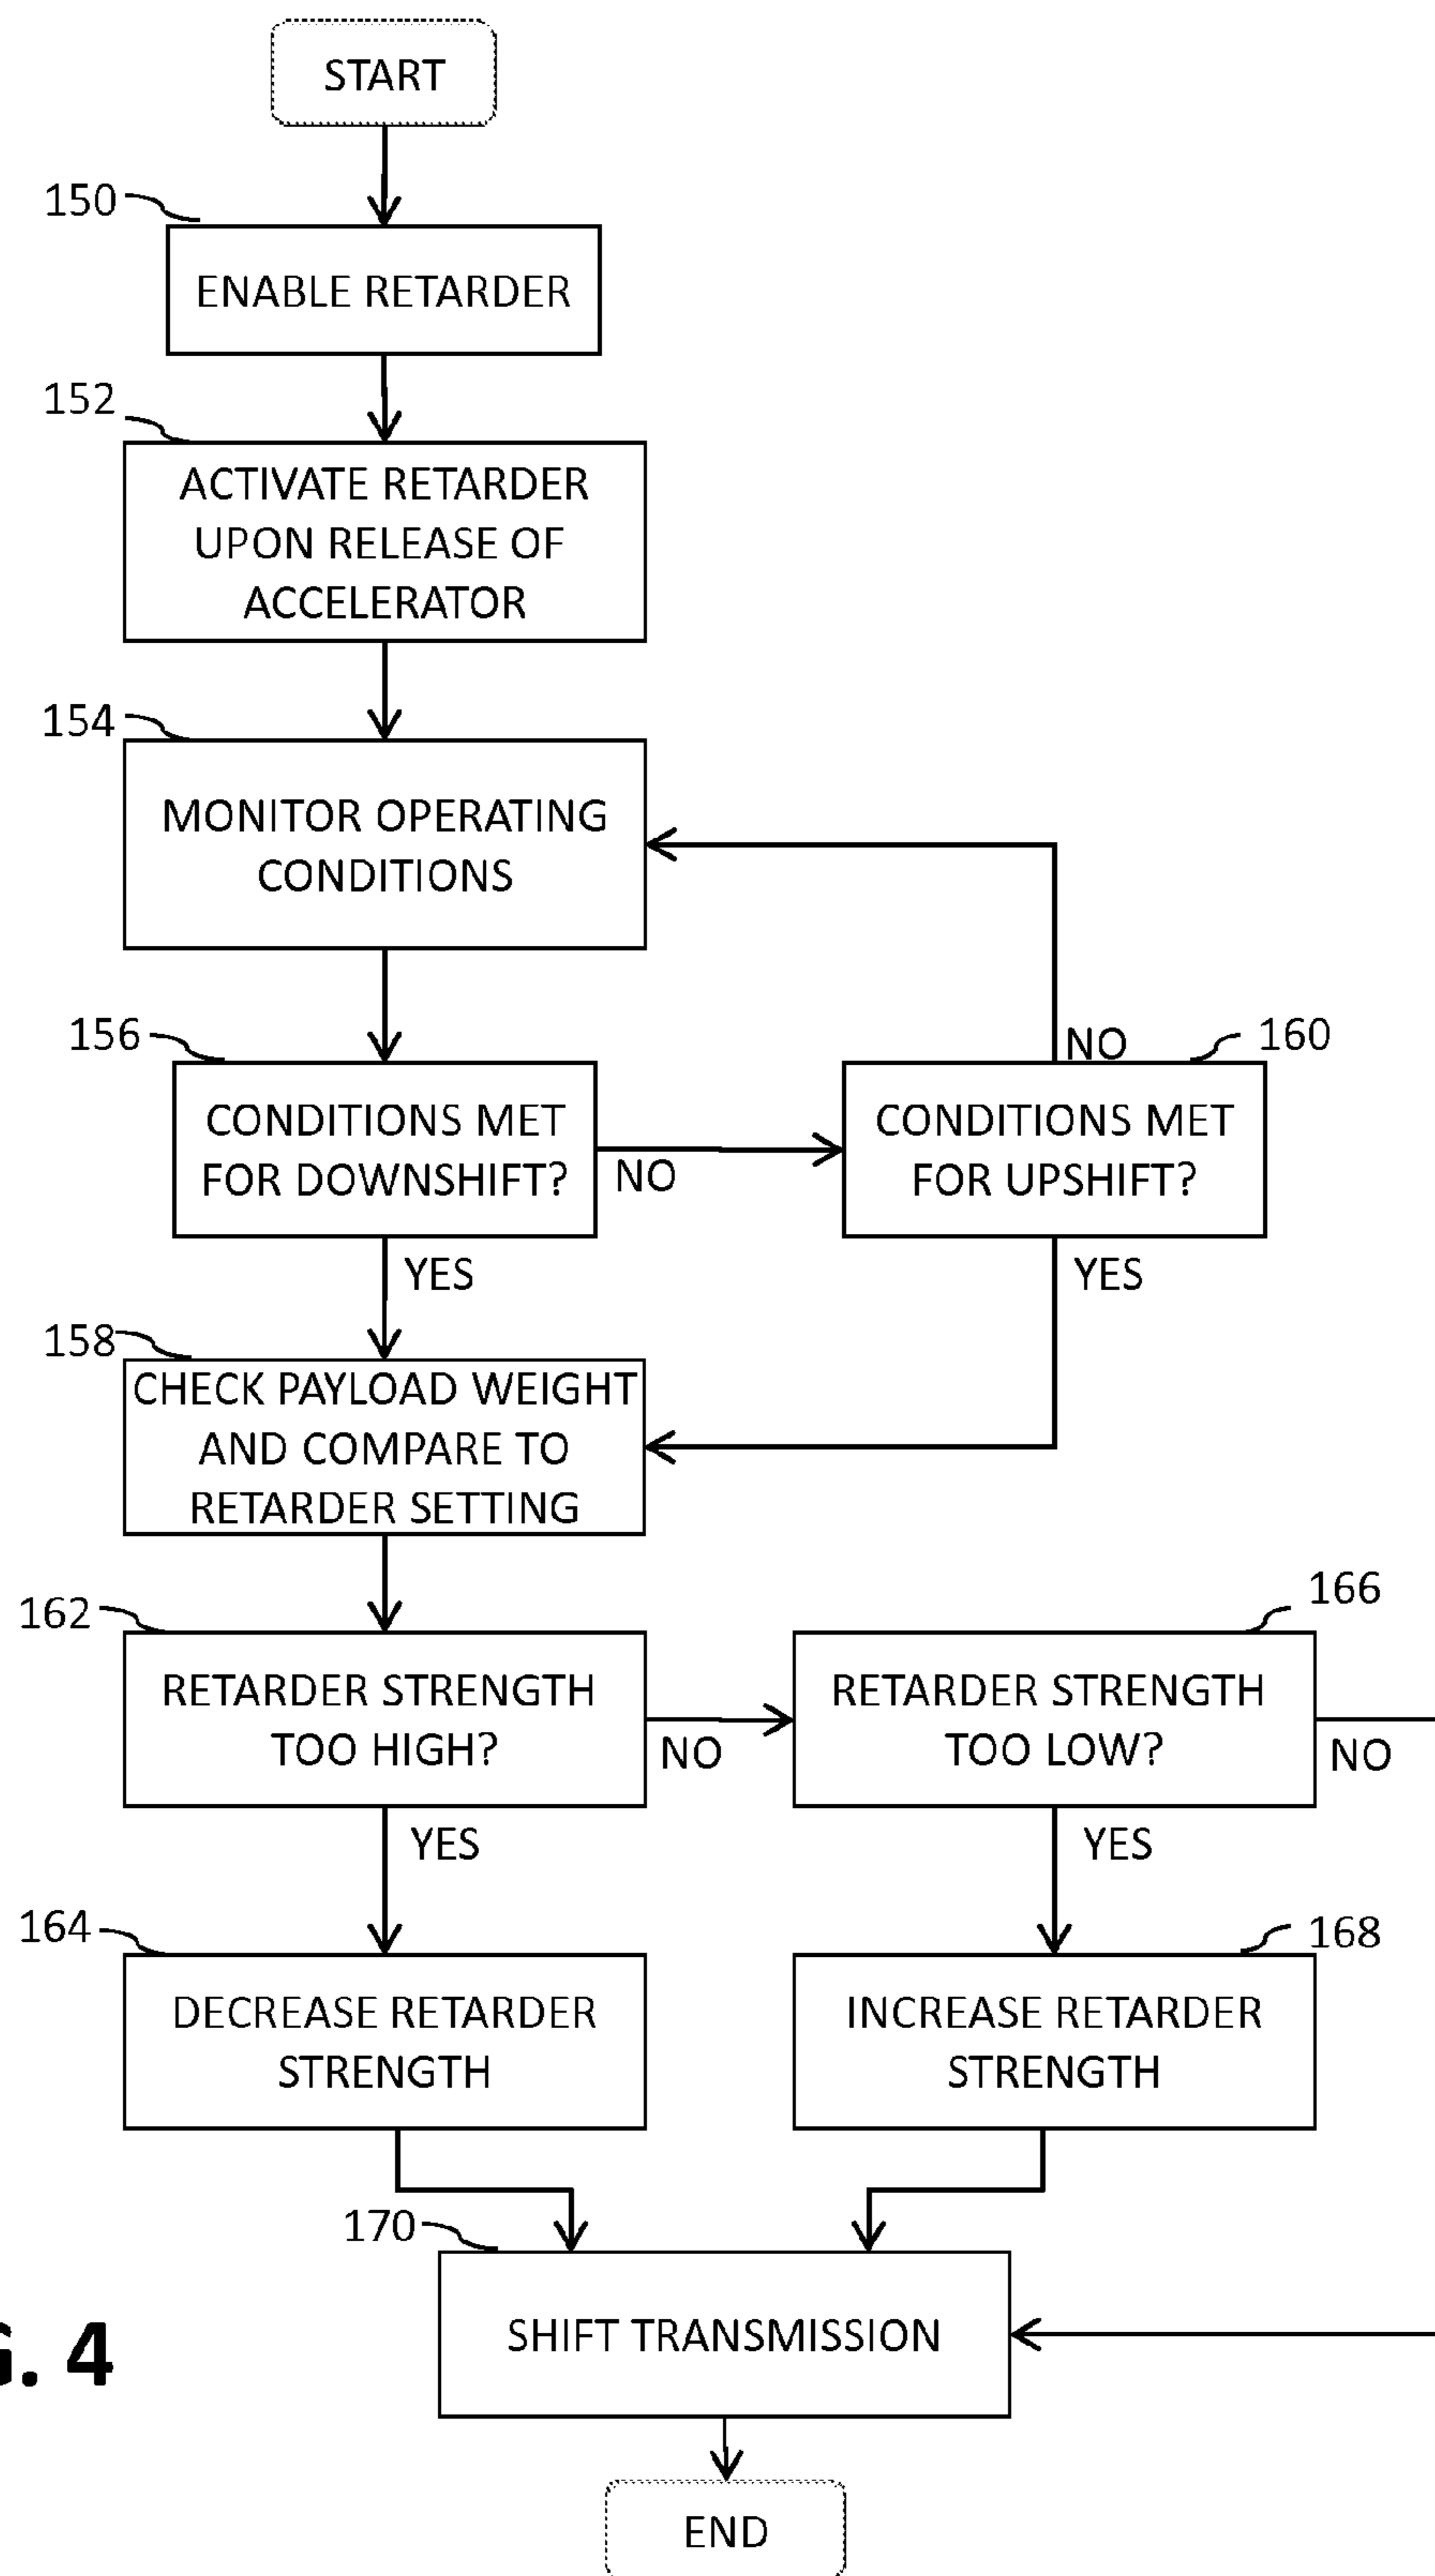 START
150
ENABLE RETARDER
152
ACTIVATE RETARDER
UPON RELEASE OF
ACCELERATOR
154
MONITOR OPERATING
CONDITIONS
156
CONDITIONS MET
FOR DOWNSHIFT?
NO
YES
160
CONDITIONS MET
FOR UPSHIFT?
NO
YES
158
CHECK PAYLOAD WEIGHT
AND COMPARE TO
RETARDER SETTING
162
RETARDER STRENGTH
TOO HIGH?
NO
YES
166
RETARDER STRENGTH
TOO LOW?
NO
YES
164
DECREASE RETARDER
STRENGTH
168
INCREASE RETARDER
STRENGTH
170
SHIFT TRANSMISSION
G. 4
END